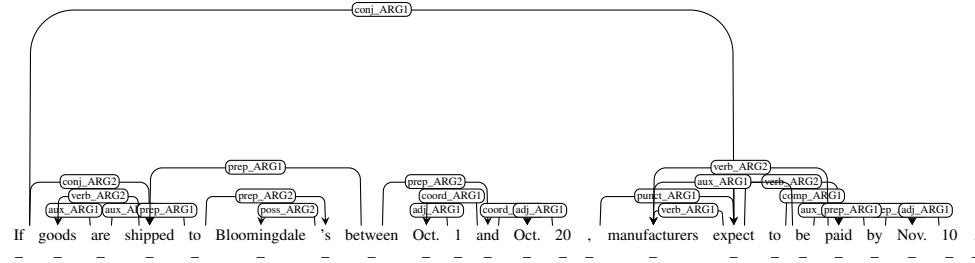 conj_ARG1
prep_ARG1 verb_ARG2
conj_ARG2 prep_ARG2 aux_ARG1 verb_ARG2
verb_ARG2 prep_ARG2 coord_ARG1 punct_ARG1 comp_ARG1
aux_ARG1 prep_ARG1 poss_ARG2 adj_ARG1 adj_ARG1 verb_ARG1 prep_ARG1 adj_ARG1
If goods are shipped to Bloomingdale 's between Oct. 1 and Oct. 20 , manufacturers expect to be paid by Nov. 10 .